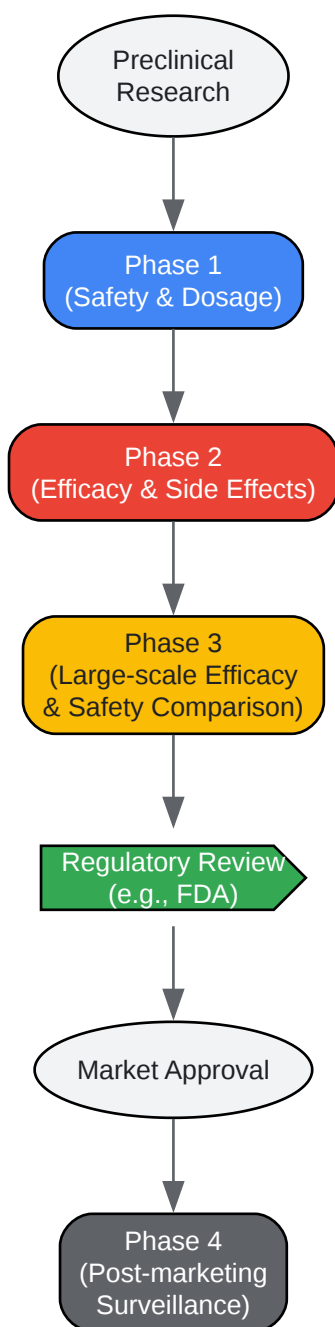 Preclinical
Research
Phase 1
(Safety & Dosage)
Phase 2
(Efficacy & Side Effects)
Phase 3
(Large-scale Efficacy
& Safety Comparison)
Regulatory Review
(e.g., FDA)
Market Approval
Phase 4
(Post-marketing
Surveillance)